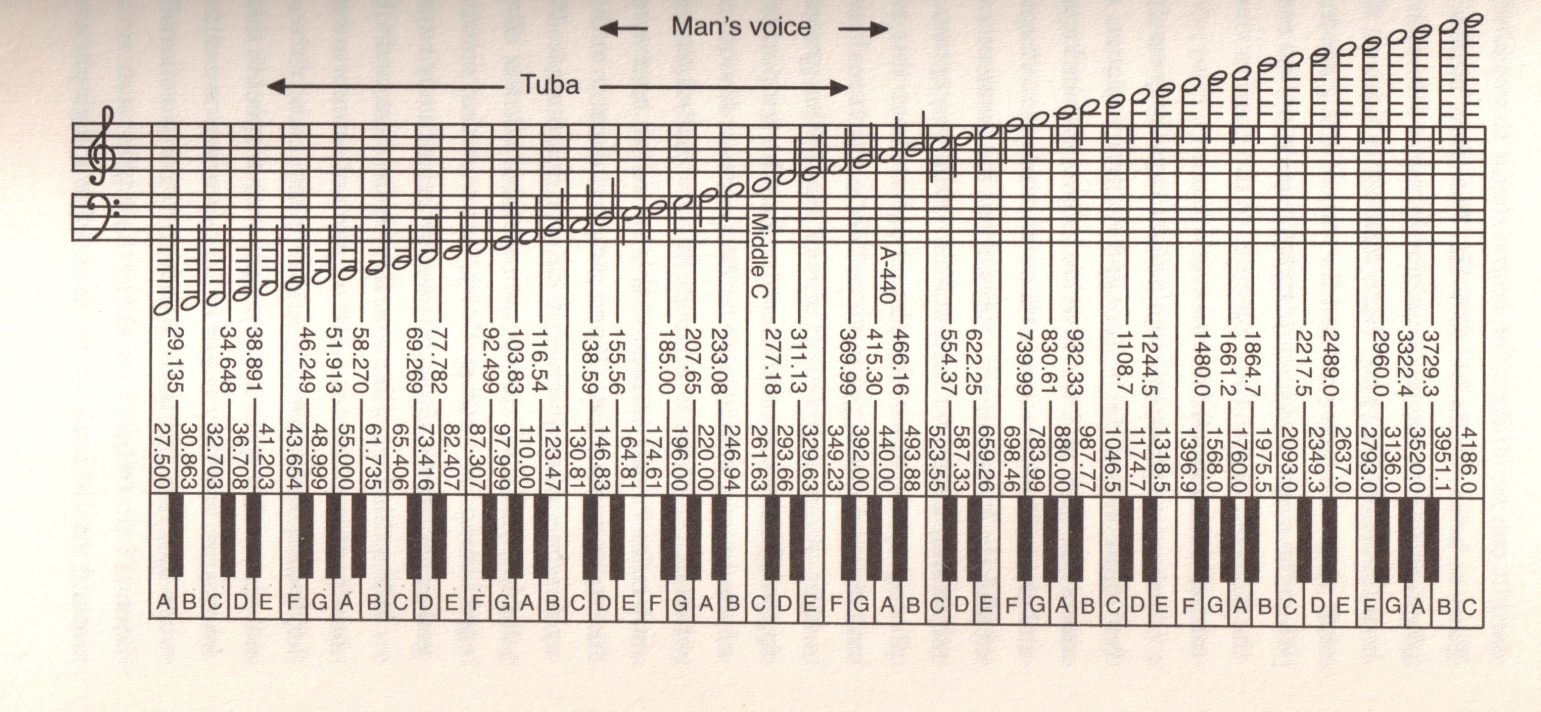 Man's voice
Tuba
Middle C
A-440
29.135 34.648 38.891 46.249 51.913 58.270 69.269 77.782 92.499 103.83 116.54 138.59 155.56 185.00 207.65 233.08 277.18 311.13 369.99 415.30 466.16 554.37 622.25 739.99 830.61 932.33 1108.7 1244.5 1480.0 1661.2 1864.7 2217.5 2489.0 2960.0 3322.4 3729.3
27.500 30.863 32.703 36.708 41.203 43.654 48.999 55.000 61.735 65.406 73.416 82.407 87.307 97.999 110.00 123.47 130.81 146.83 164.81 174.61 196.00 220.00 246.94 261.63 293.66 329.63 349.23 392.00 440.00 493.88 523.55 587.33 659.26 698.46 783.99 880.00 987.77 1046.5 1174.7 1318.5 1396.9 1568.0 1760.0 1975.5 2093.0 2349.3 2637.0 2793.0 3136.0 3520.0 3951.1 4186.0
A B C D E F G A B C D E F G A B C D E F G A B C D E F G A B C D E F G A B C D E F G A B C D E F G A B C